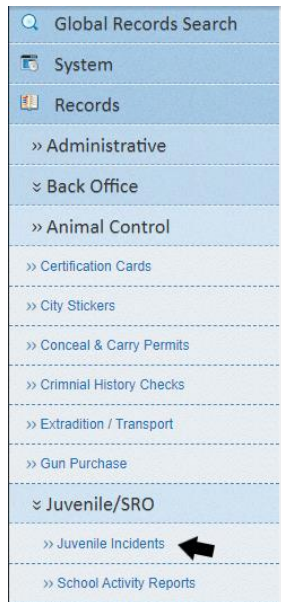 Global Records Search
System
Records
» Administrative
» Back Office
» Animal Control
» Certification Cards
» City Stickers
» Conceal & Carry Permits
» Crimnial History Checks
» Extradition / Transport
» Gun Purchase
» Juvenile/SRO
» Juvenile Incidents
» School Activity Reports